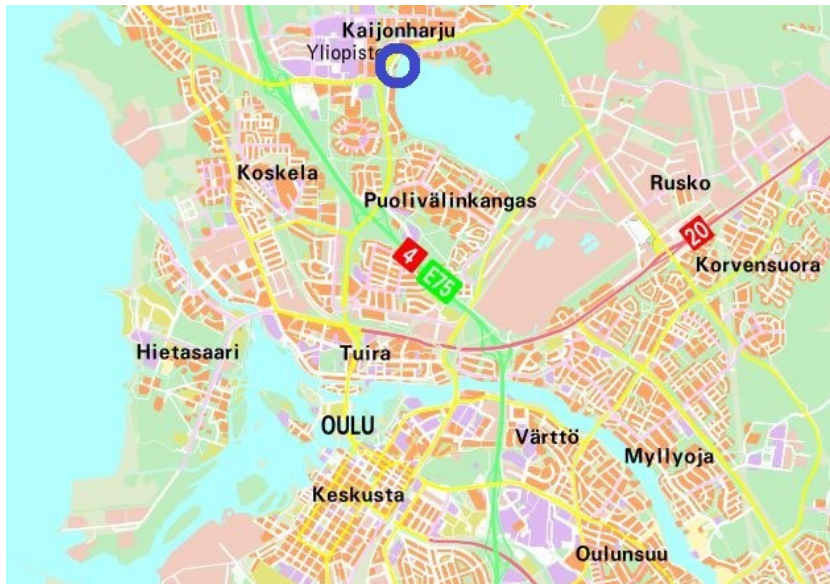 Kaijonharju
Yliopisto
Koskela
Puolivälinkangas
Rusko
20
4
E75
Korvensuora
Hietasaari
Tuira
OULU
Värttö
Myllyoja
Keskusta
Oulunsuu